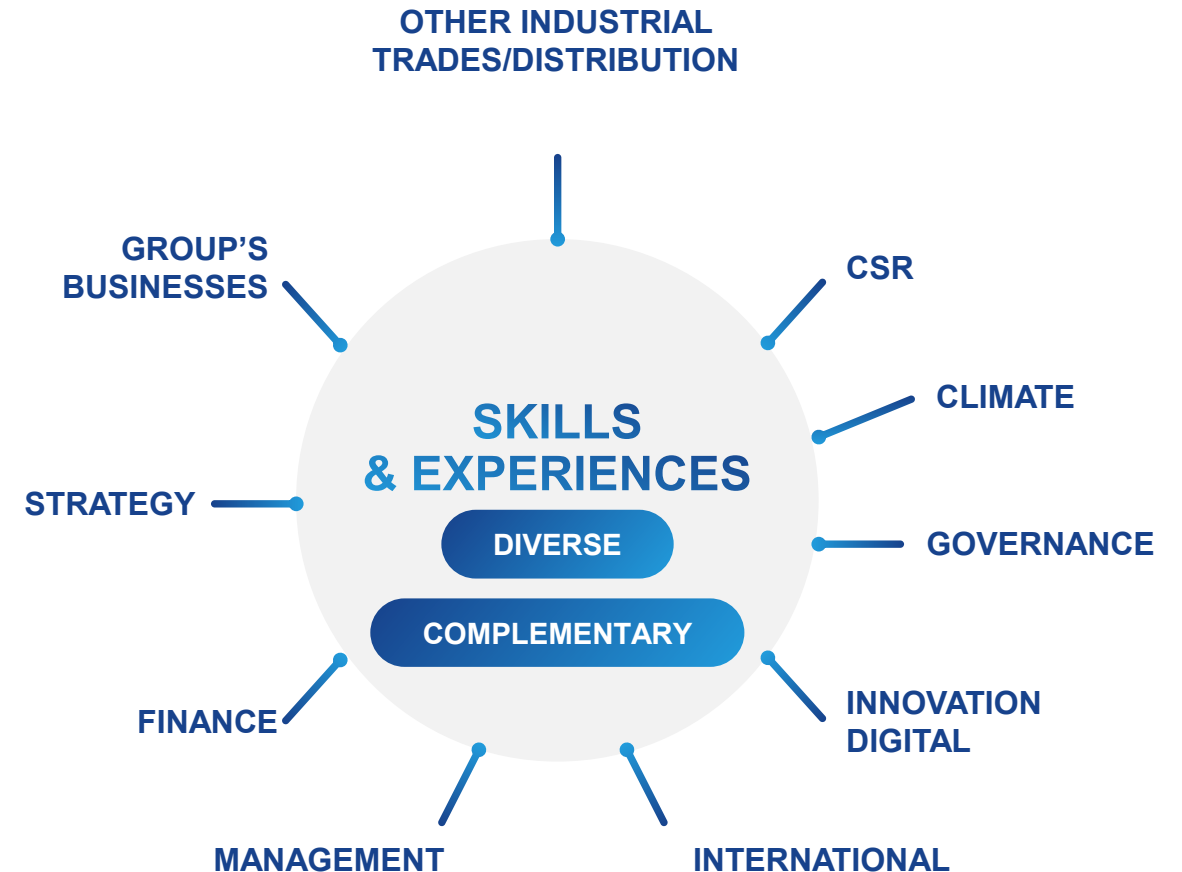 OTHER INDUSTRIAL
TRADES/DISTRIBUTION
GROUP’S
BUSINESSES
CSR
CLIMATE
SKILLS
& EXPERIENCES
STRATEGY
DIVERSE
GOVERNANCE
COMPLEMENTARY
FINANCE
INNOVATION
DIGITAL
MANAGEMENT
INTERNATIONAL